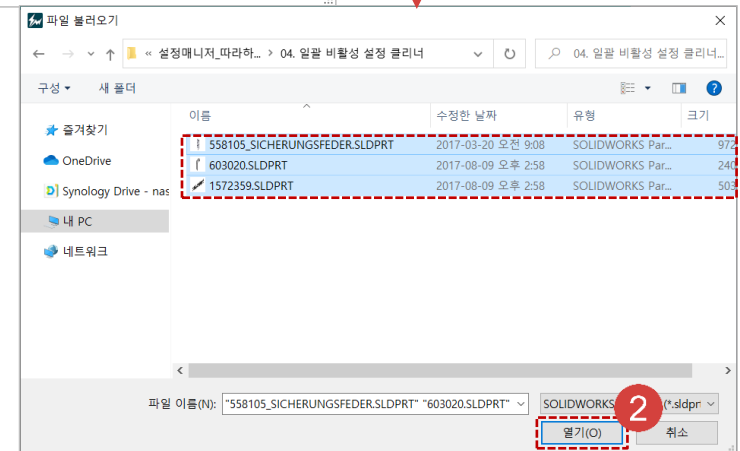 파일 불러오기
« 설정매니저_따라하... > 04. 일괄 비활성 설정 클리너
04. 일괄 비활성 설정 클리너...
구성 새 폴더
이름 수정한 날짜 유형 크기
즐겨찾기
558105_SICHERUNGSFEDER.SLDPRT 2017-03-20 오전 9:08 SOLIDWORKS Par... 972
OneDrive
603020.SLDPRT 2017-08-09 오후 2:58 SOLIDWORKS Par... 240
Synology Drive - nas
1572359.SLDPRT 2017-08-09 오후 2:58 SOLIDWORKS Par... 503
내 PC
네트워크
파일 이름(N): "558105_SICHERUNGSFEDER.SLDPRT" "603020.SLDPRT"
SOLIDWORKS (*.sldprt
2
열기(O) 취소